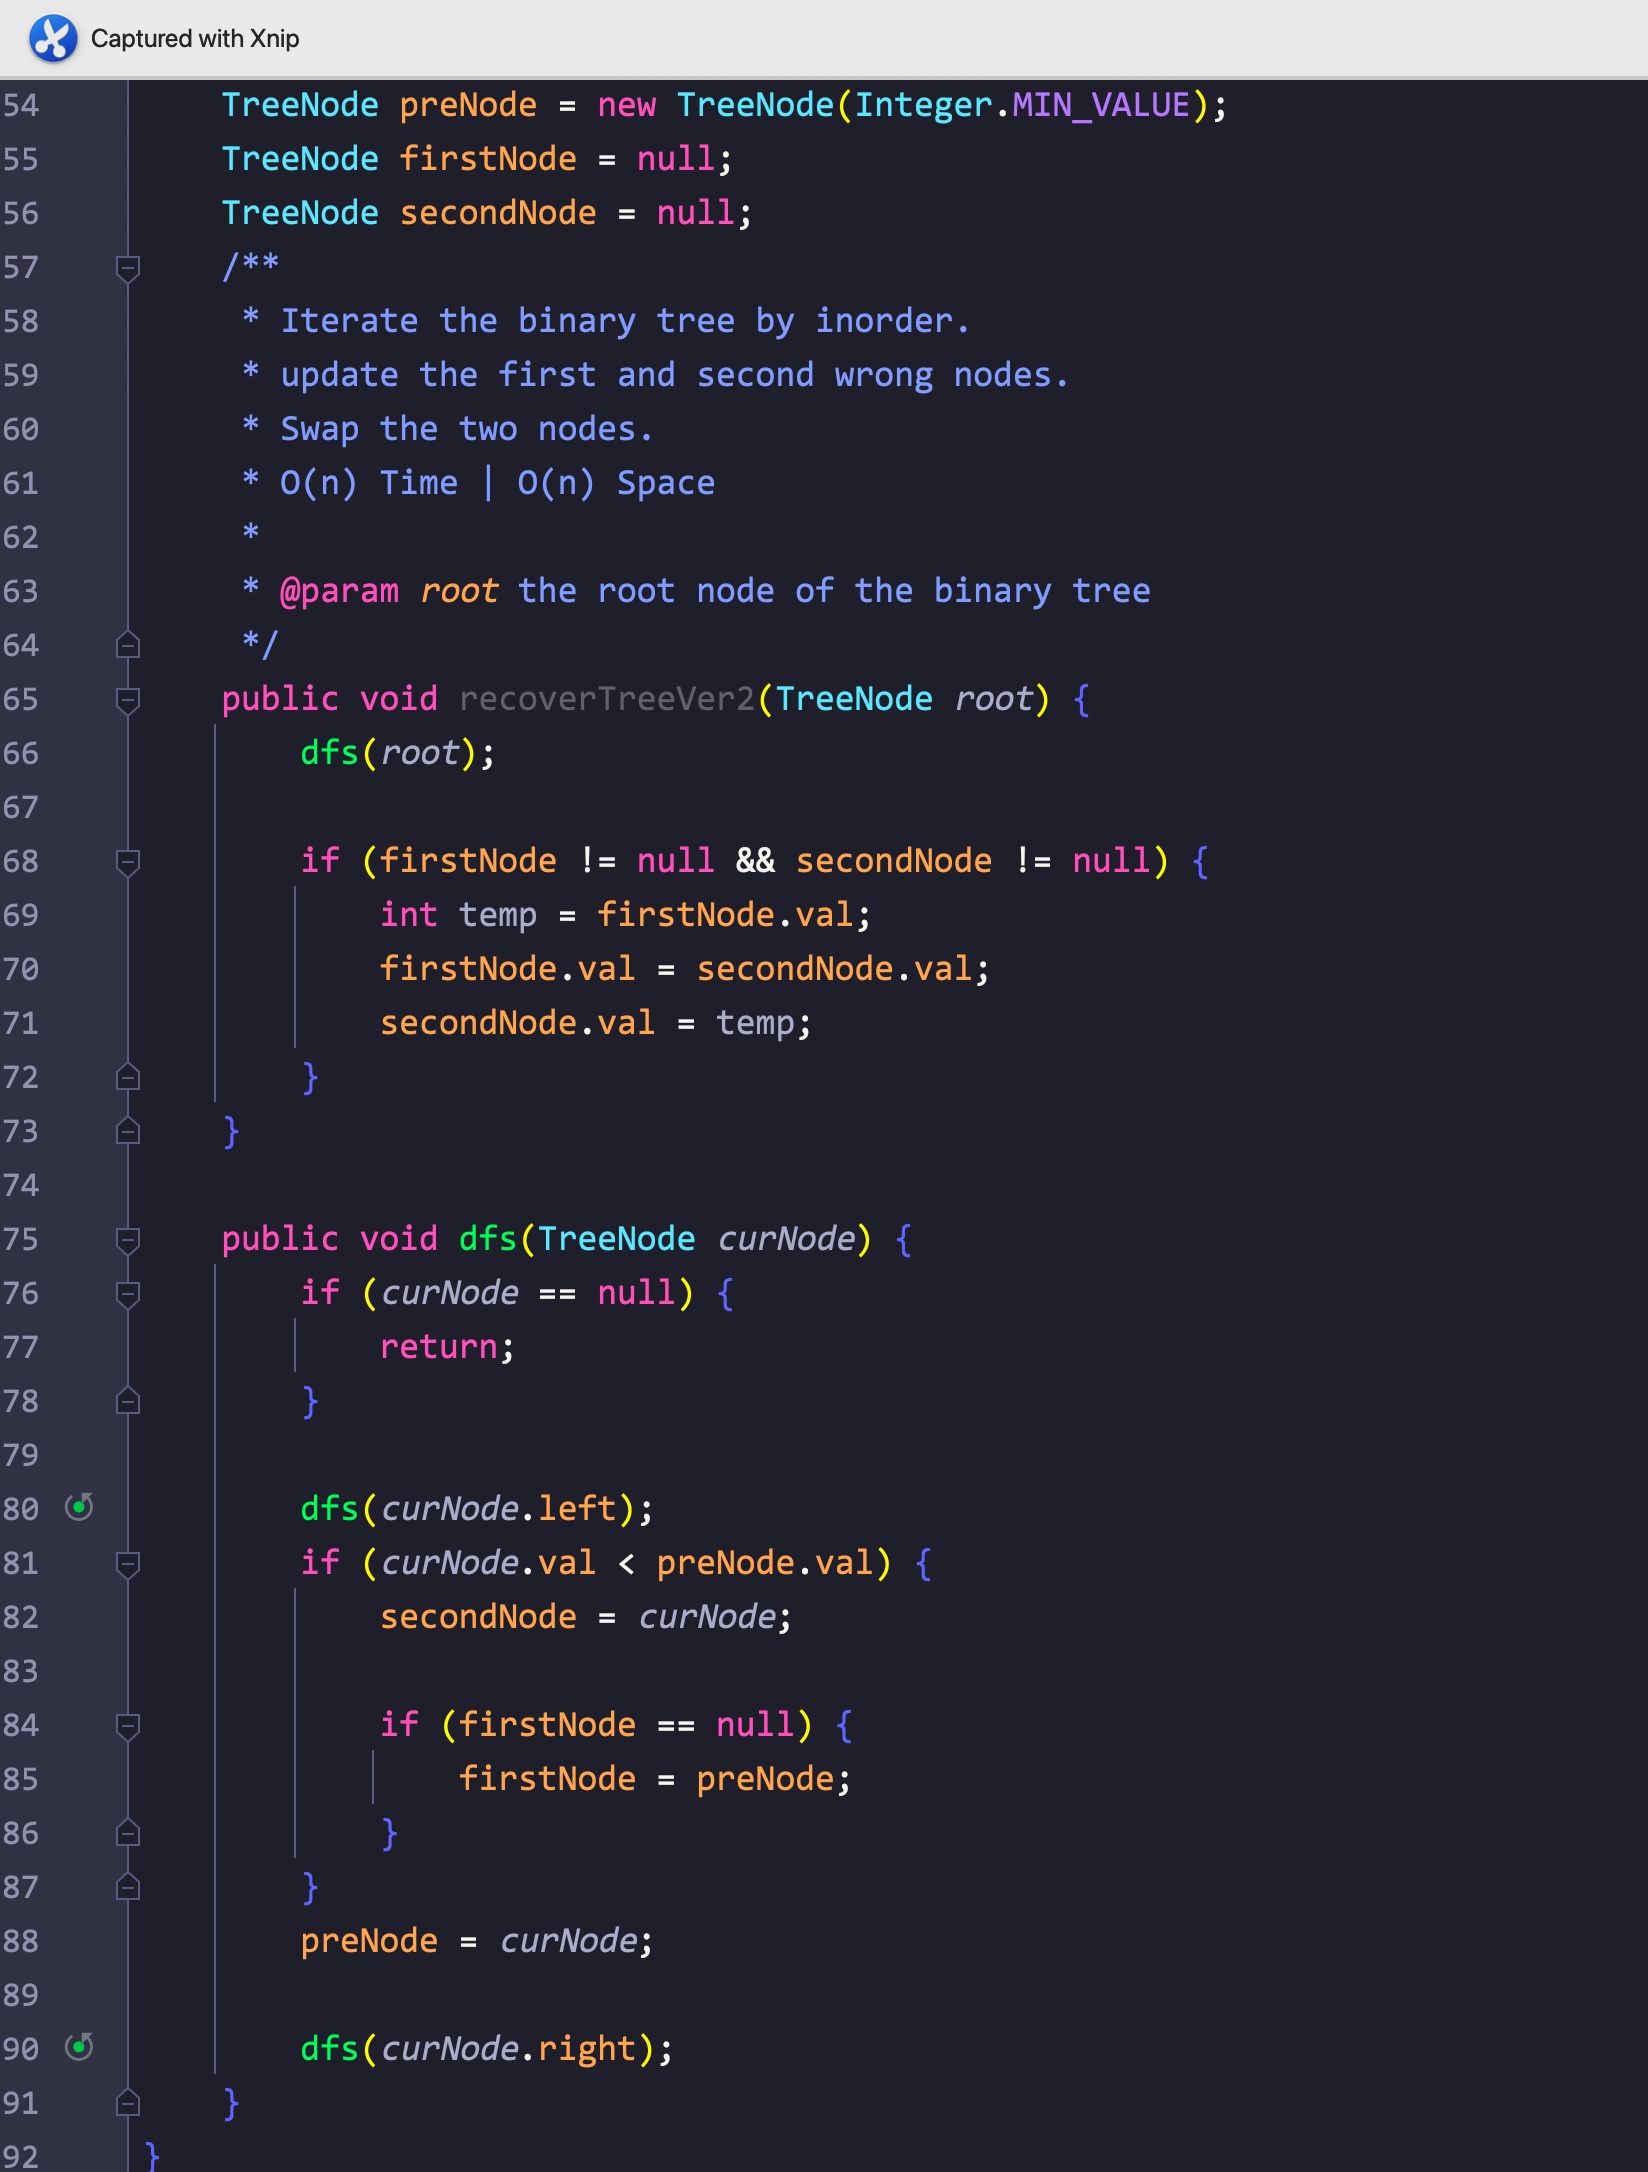 Captured with Xnip
54 TreeNode preNode = new TreeNode(Integer.MIN_VALUE);
55 TreeNode firstNode = null;
56 TreeNode secondNode = null;
57 /**
58 * Iterate the binary tree by inorder.
59 * update the first and second wrong nodes.
60 * Swap the two nodes.
61 * O(n) Time | O(n) Space
62 *
63 * @param root the root node of the binary tree
64 */
65 public void recoverTreeVer2(TreeNode root) {
66 dfs(root);
67
68 if (firstNode != null && secondNode != null) {
69 int temp = firstNode.val;
70 firstNode.val = secondNode.val;
71 secondNode.val = temp;
72 }
73 }
74
75 public void dfs(TreeNode curNode) {
76 if (curNode == null) {
77 return;
78 }
79
80 dfs(curNode.left);
81 if (curNode.val < preNode.val) {
82 secondNode = curNode;
83
84 if (firstNode == null) {
85 firstNode = preNode;
86 }
87 }
88 preNode = curNode;
89
90 dfs(curNode.right);
91 }
92 }